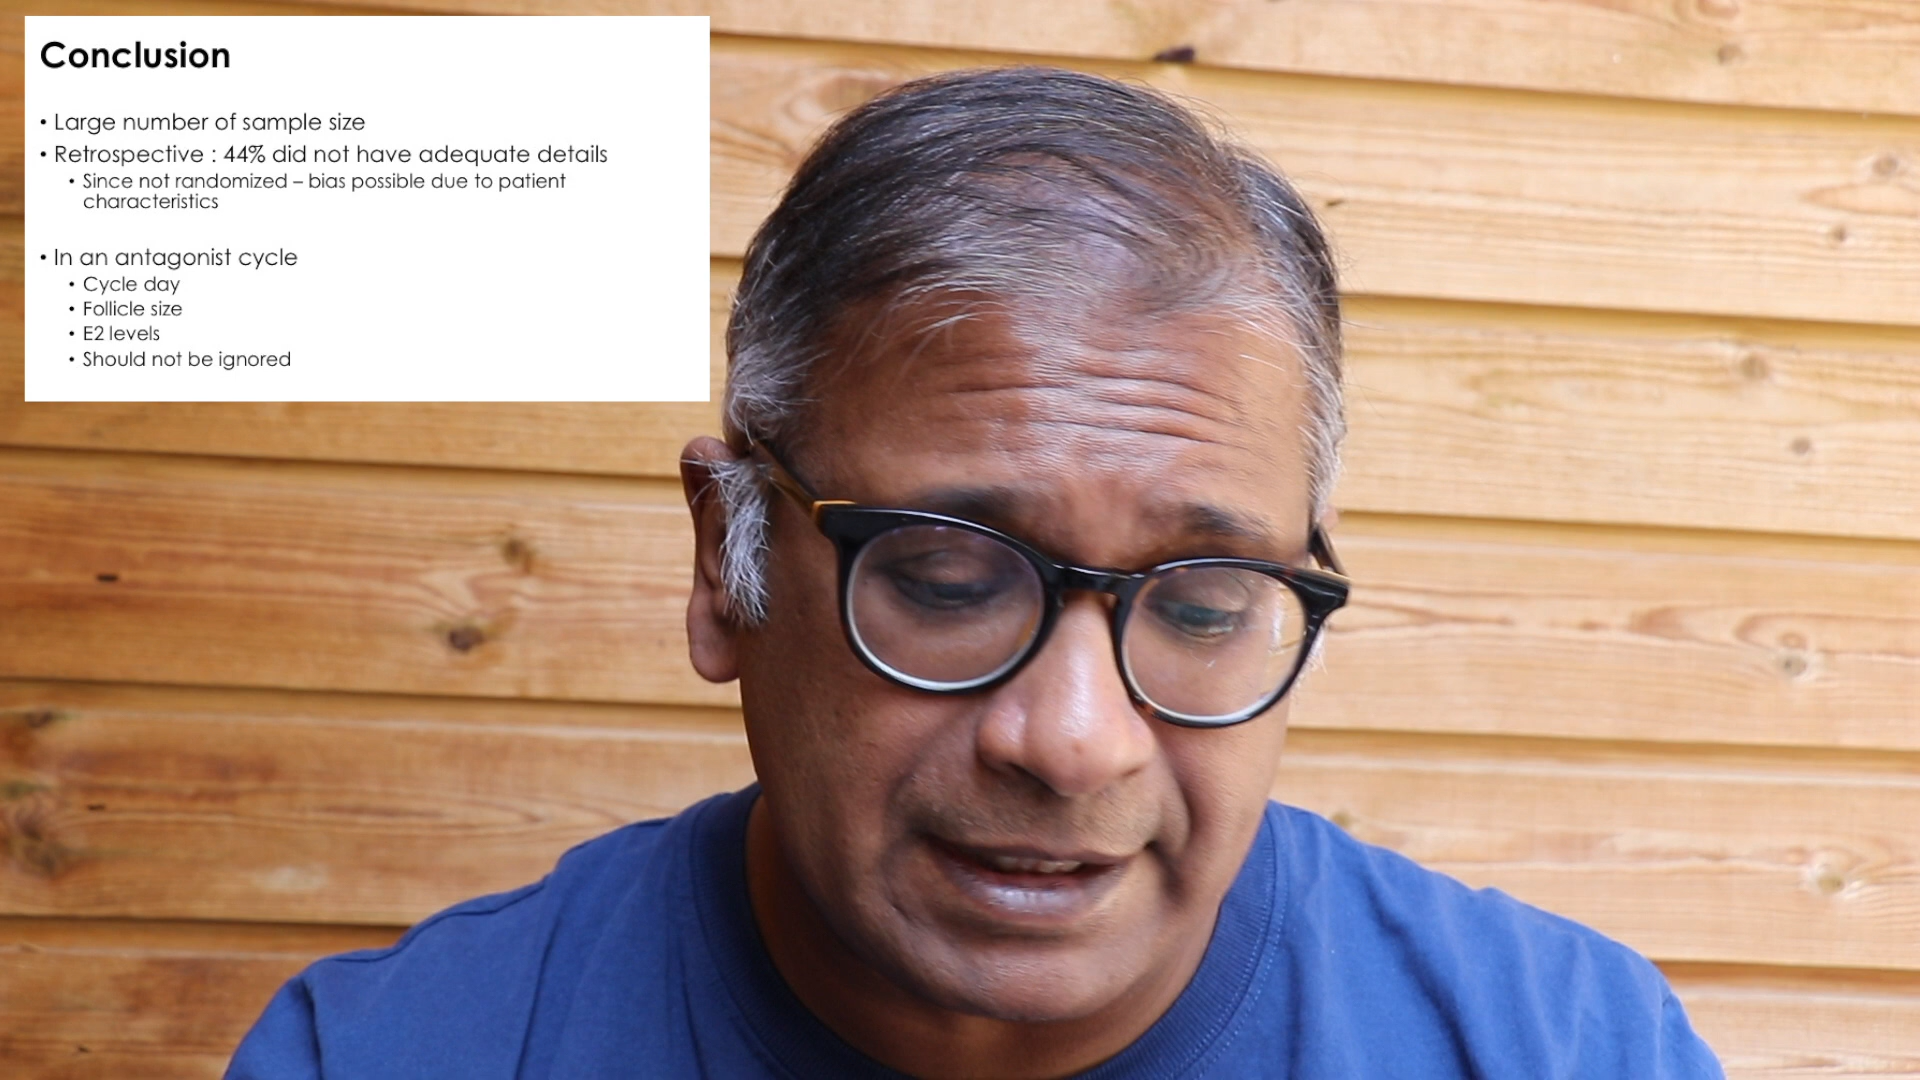 Conclusion
• Large number of sample size
• Retrospective : 44% did not have adequate details
• Since not randomized – bias possible due to patient
characteristics
• In an antagonist cycle
• Cycle day
• Follicle size
• E2 levels
• Should not be ignored